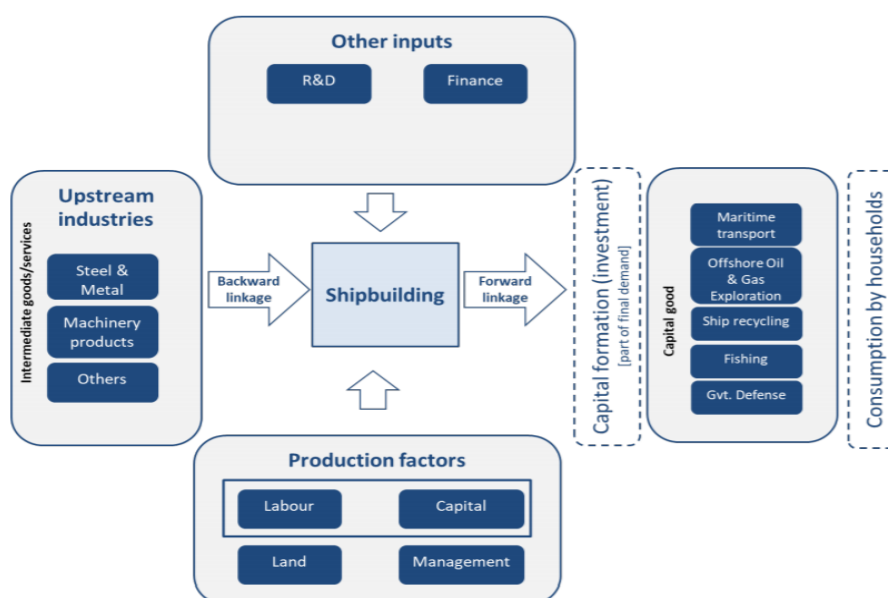 Other inputs
R&D
Finance
Upstream
industries
Intermediate goods/services
Steel &
Metal
Machinery
products
Others
Backward
linkage
Shipbuilding
Forward
linkage
Capital formation (investment)
[part of final demand]
Capital good
Maritime
transport
Offshore Oil
& Gas
Exploration
Ship recycling
Fishing
Gvt. Defense
Consumption by households
Production factors
Labour
Capital
Land
Management